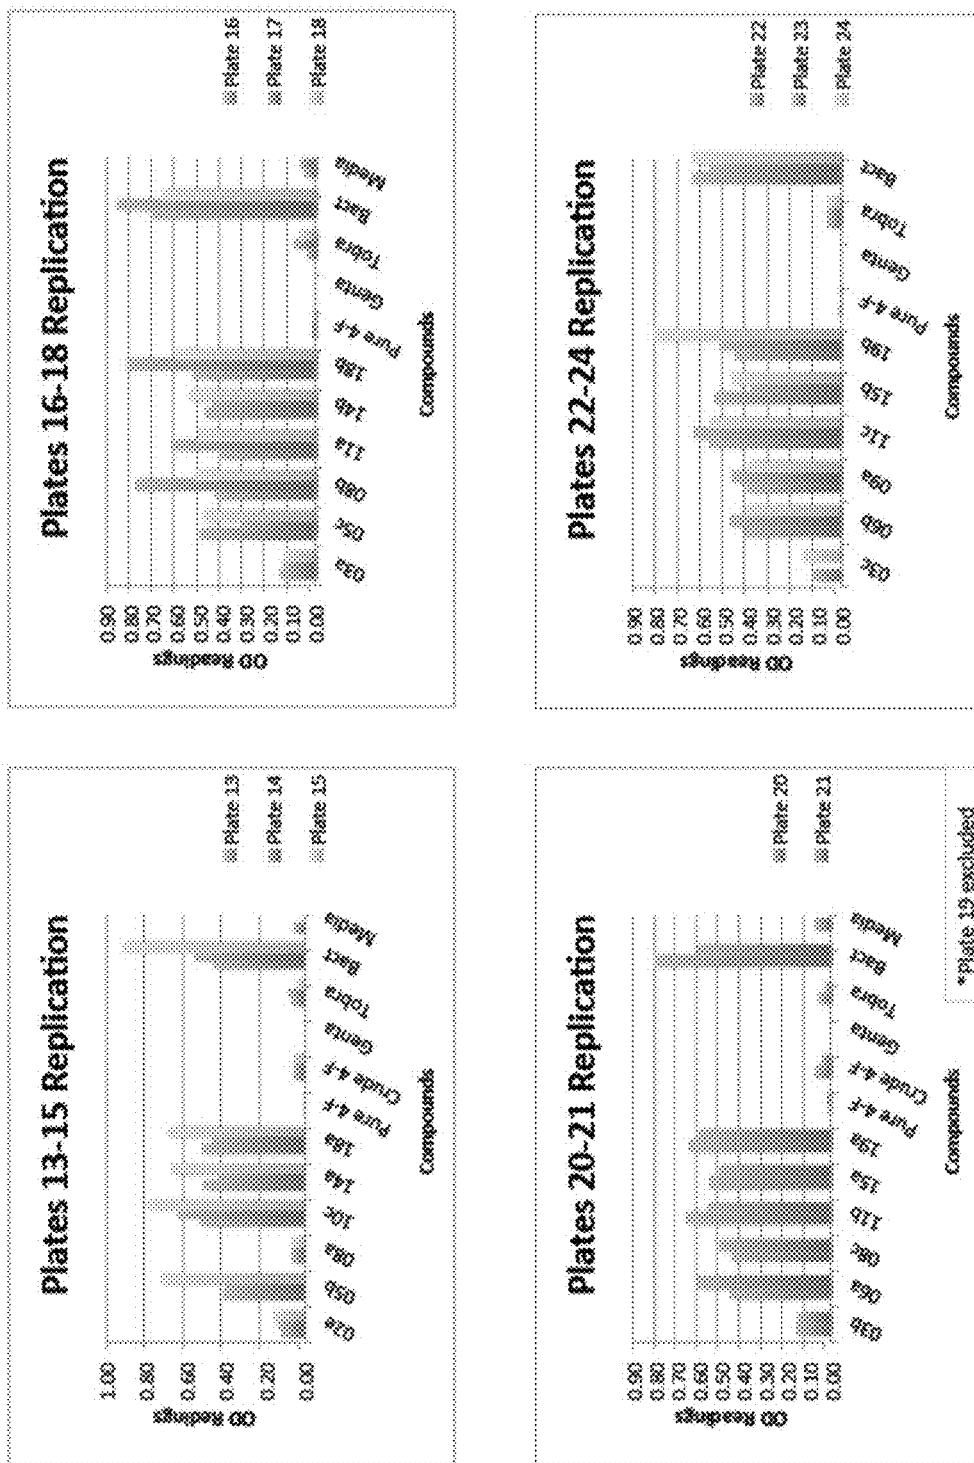 Plates 13-15 Replication
1.00
0.80
0.60
0.40
0.20
0.00
OD Readings
02e
05b
08a
10c
14a
18a
Pure 4-F
Crude 4-F
Genta
Tobra
Bact
Media
Compounds
Plate 13
Plate 14
Plate 15
Plates 16-18 Replication
0.90
0.80
0.70
0.60
0.50
0.40
0.30
0.20
0.10
0.00
OD Readings
03a
05c
08b
11a
14b
18b
Pure 4-F
Genta
Tobra
Bact
Media
Compounds
Plate 16
Plate 17
Plate 18
Plates 20-21 Replication
0.90
0.80
0.70
0.60
0.50
0.40
0.30
0.20
0.10
0.00
OD Readings
03b
06a
08c
11b
15a
19a
Pure 4-F
Crude 4-F
Genta
Tobra
Bact
Media
Compounds
Plate 20
Plate 21
*Plate 19 excluded
Plates 22-24 Replication
0.90
0.80
0.70
0.60
0.50
0.40
0.30
0.20
0.10
0.00
OD Readings
03c
06b
09a
11c
15b
19b
Pure 4-F
Genta
Tobra
Bact
Compounds
Plate 22
Plate 23
Plate 24